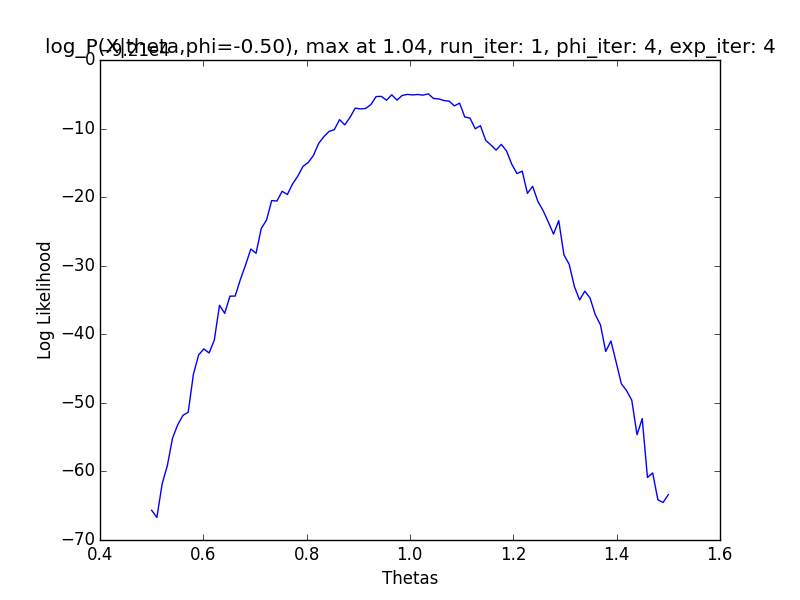 log_P(X|theta,phi=-0.50), max at 1.04, run_iter: 1, phi_iter: 4, exp_iter: 4
−9.21e4
0
−10
−20
−30
−40
−50
−60
−70
Log Likelihood
0.4 0.6 0.8 1.0 1.2 1.4 1.6
Thetas